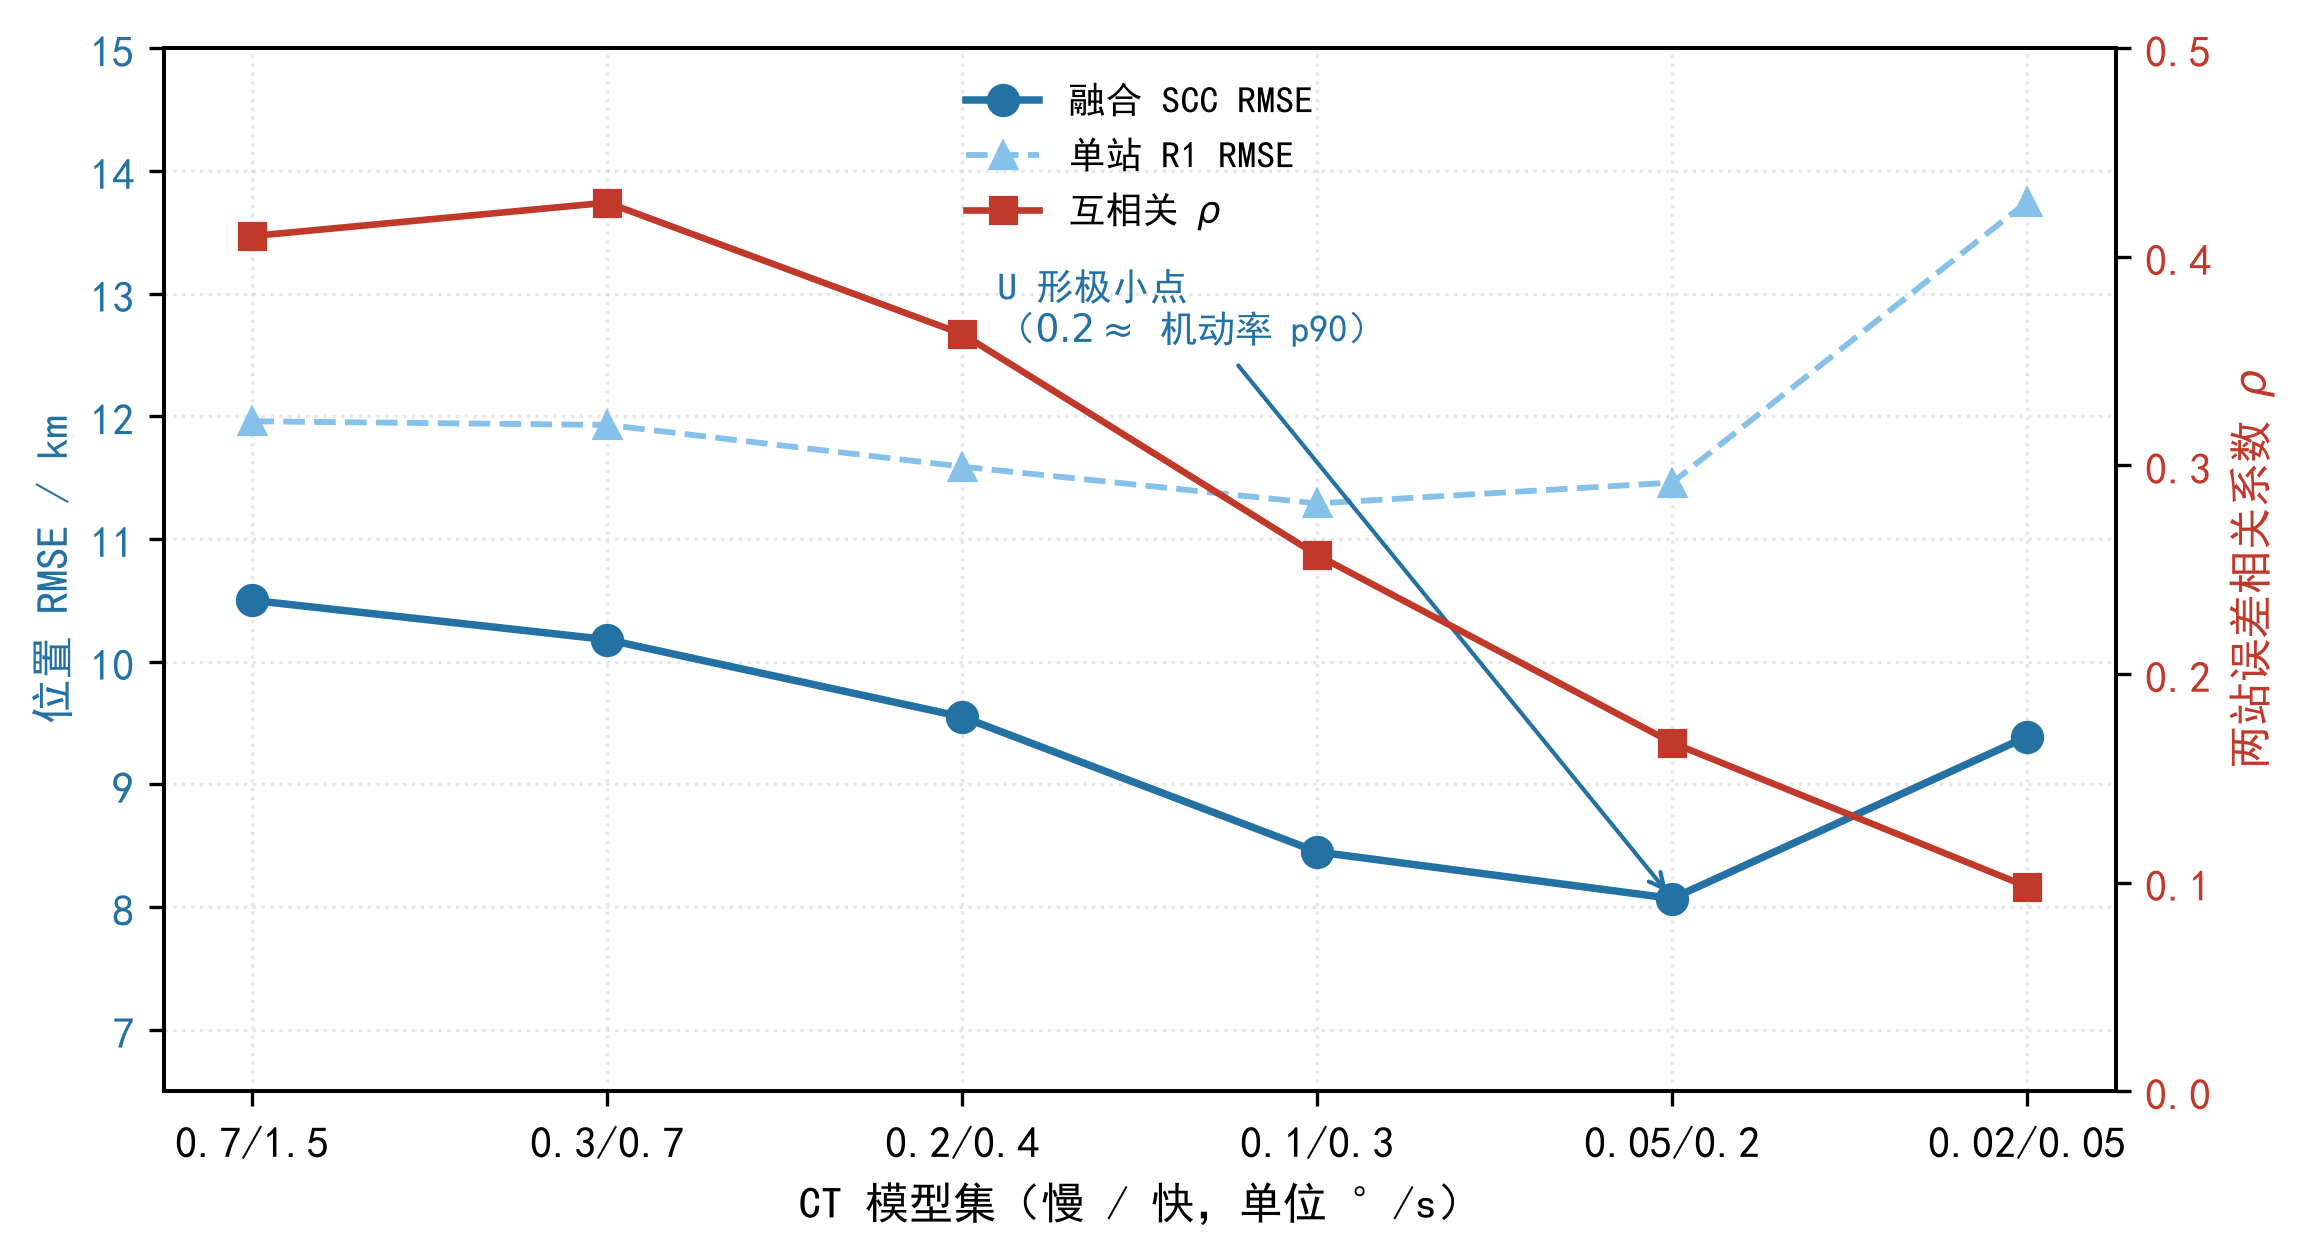 融合 SCC RMSE
单站 R1 RMSE
互相关 ρ
U 形极小点
（0.2≈ 机动率 p90）
位置 RMSE / km
15
14
13
12
11
10
9
8
7
0.5
0.4
0.3
0.2
0.1
0.0
两站误差相关系数 ρ
0.7/1.5 0.3/0.7 0.2/0.4 0.1/0.3 0.05/0.2 0.02/0.05
CT 模型集（慢 / 快，单位 °/s）